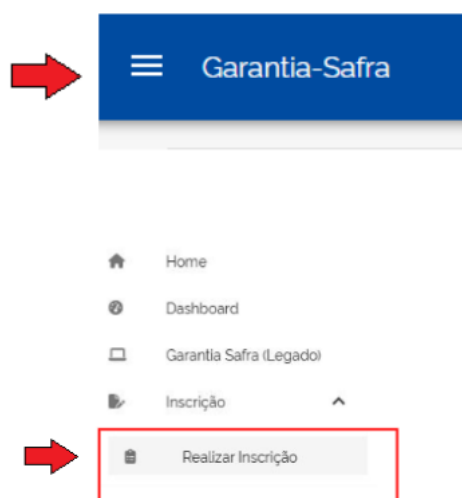 Garantia-Safra
Home
Dashboard
Garantia Safra (Legado)
Inscrição
Realizar Inscrição